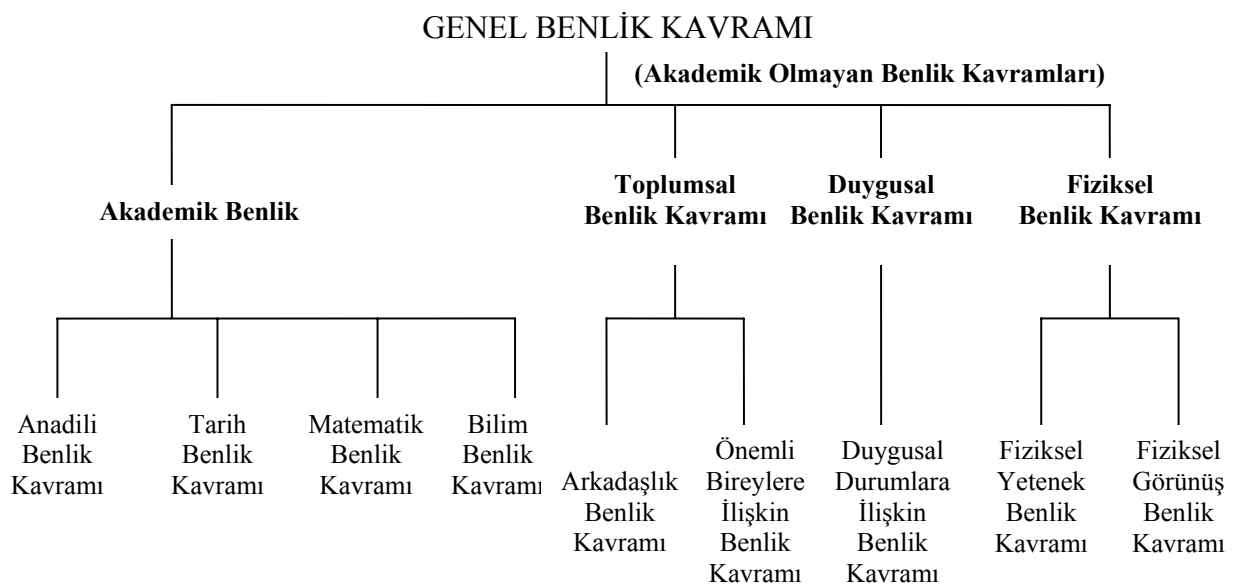 GENEL BENLİK KAVRAMI
(Akademik Olmayan Benlik Kavramları)
Akademik Benlik
Toplumsal
Benlik Kavramı
Duygusal
Benlik Kavramı
Fiziksel
Benlik Kavramı
Anadili
Benlik
Kavramı
Tarih
Benlik
Kavramı
Matematik
Benlik
Kavramı
Bilim
Benlik
Kavramı
Arkadaşlık
Benlik
Kavramı
Önemli
Bireylere
İlişkin
Benlik
Kavramı
Duygusal
Durumlara
İlişkin
Benlik
Kavramı
Fiziksel
Yetenek
Benlik
Kavramı
Fiziksel
Görünüş
Benlik
Kavramı